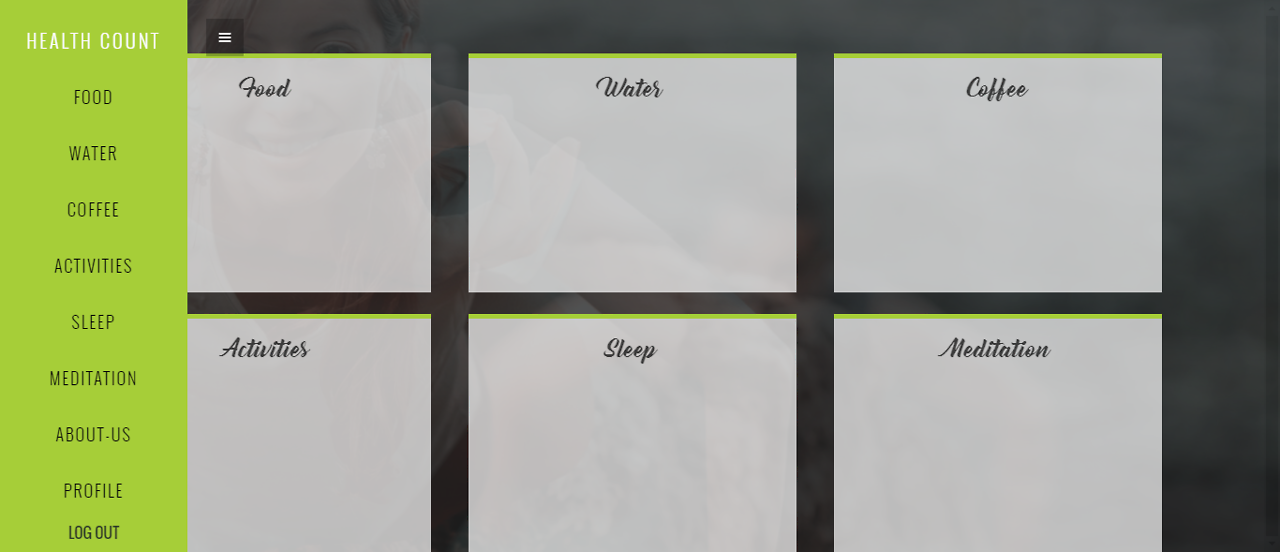 HEALTH COUNT
FOOD
WATER
COFFEE
ACTIVITIES
SLEEP
MEDITATION
ABOUT-US
PROFILE
LOG OUT
Food
Water
Coffee
Activities
Sleep
Meditation